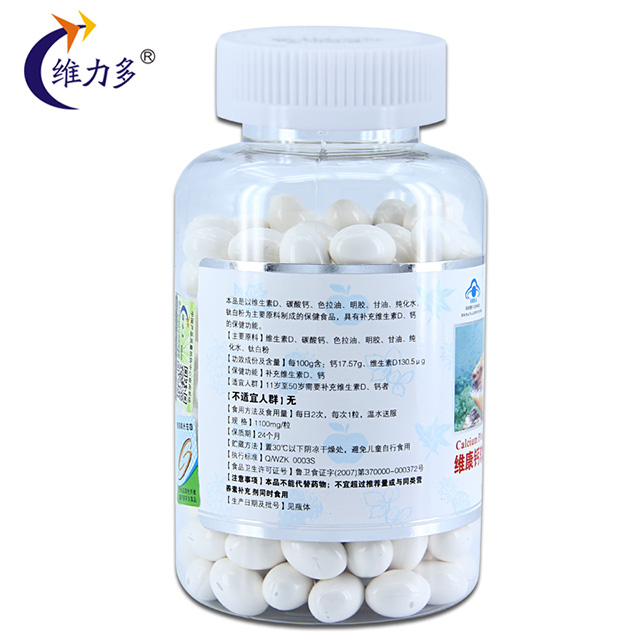 维力多®
本品是以维生素D、碳酸钙、色拉油、明胶、甘油、纯化水、
钛白粉为主要原料制成的保健食品，具有补充维生素D、钙
的保健功能。
【主要原料】维生素D、碳酸钙、色拉油、明胶、甘油、纯
化水、钛白粉
【功效成份及含量】每100g含：钙17.57g、维生素D130.5μg
【保健功能】补充维生素D、钙
【适宜人群】11岁至50岁需要补充维生素D、钙者
【不适宜人群】无
【食用方法及食用量】每日2次，每次1粒，温水送服
【规 格】1100mg/粒
【保质期】24个月
【贮藏方法】置30℃以下阴凉干燥处，避免儿童自行食用
【执行标准】Q/WZK 0003S
【食品卫生许可证号】鲁卫食证字(2007)第370000-000372号
【注意事项】本品不能代替药物；不宜超过推荐量或与同类营
养素补充剂同时食用
【生产日期及批号】见瓶体
Calcium
维康钙